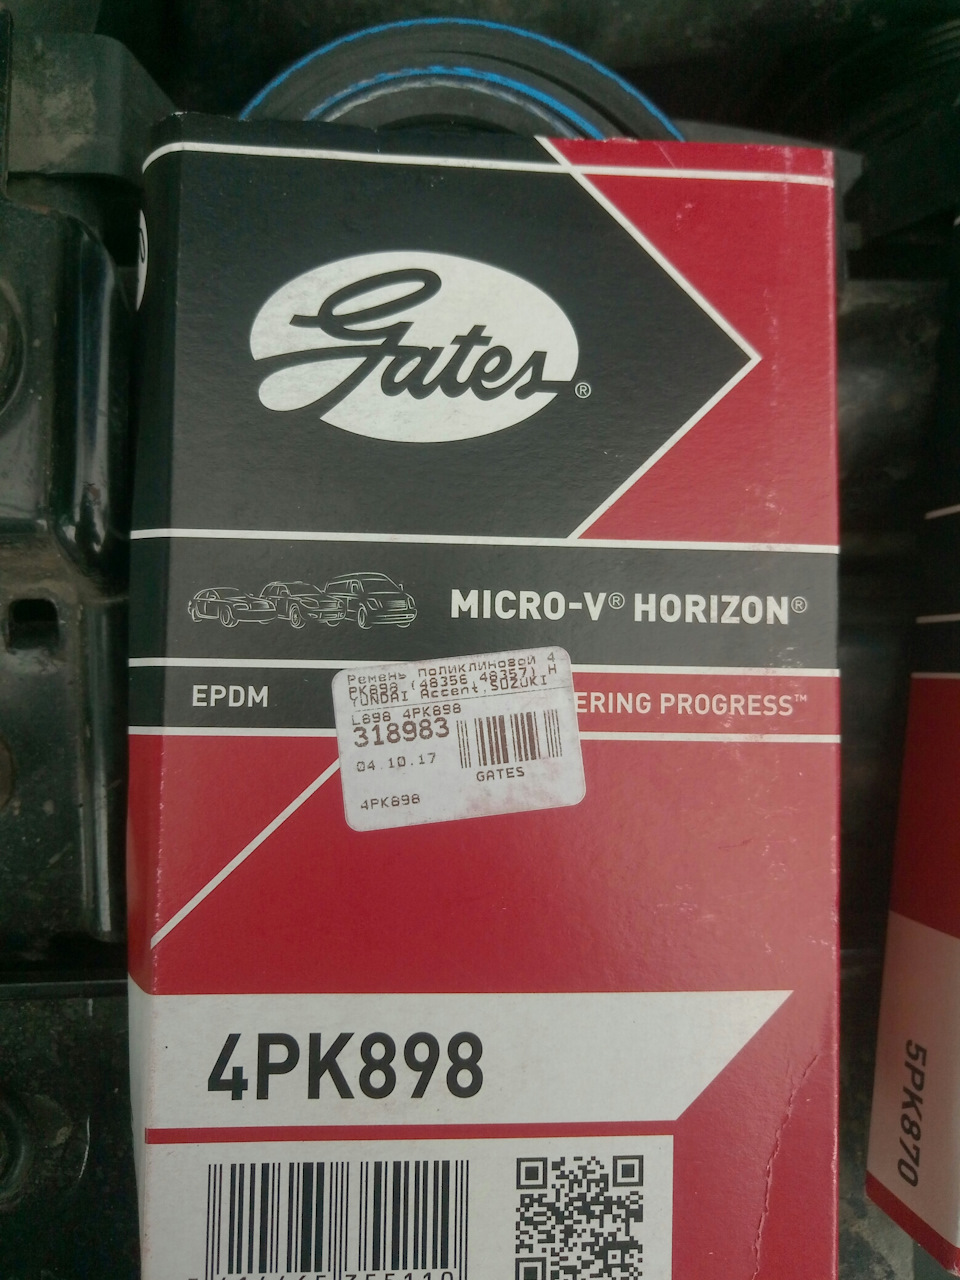 Gates®
MICRO-V® HORIZON®
EPDM
ERING PROGRESS™
Ремень поликлиновой 4
PK898 (48356,48357) H
YUNDAI Accent,SUZUKI
L898 4PK898
318983
04.10.17
GATES
4PK898
4PK898
5PK870